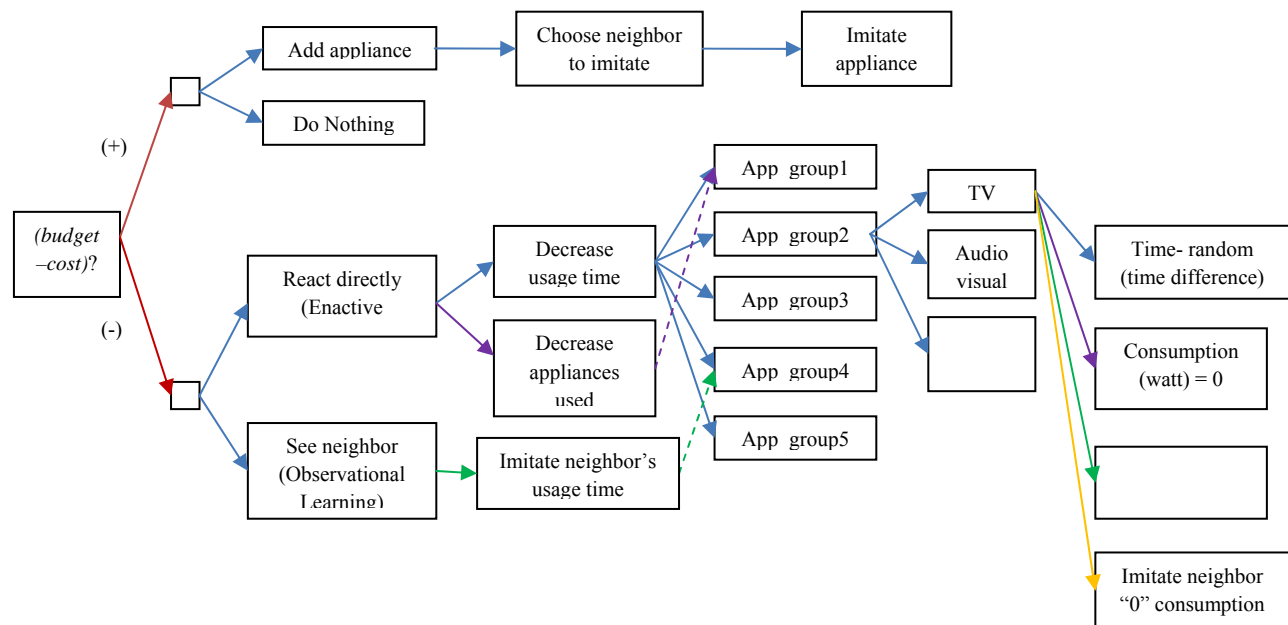 Add appliance
Choose neighbor
to imitate
Imitate
appliance
Do Nothing
(+)
(budget
–cost)?
(-)
React directly
(Enactive
See neighbor
(Observational
Learning)
Decrease
usage time
Decrease
appliances
used
Imitate neighbor’s
usage time
App group1
App group2
App group3
App group4
App group5
TV
Audio
visual
Time- random
(time difference)
Consumption
(watt) = 0
Imitate neighbor
“0” consumption